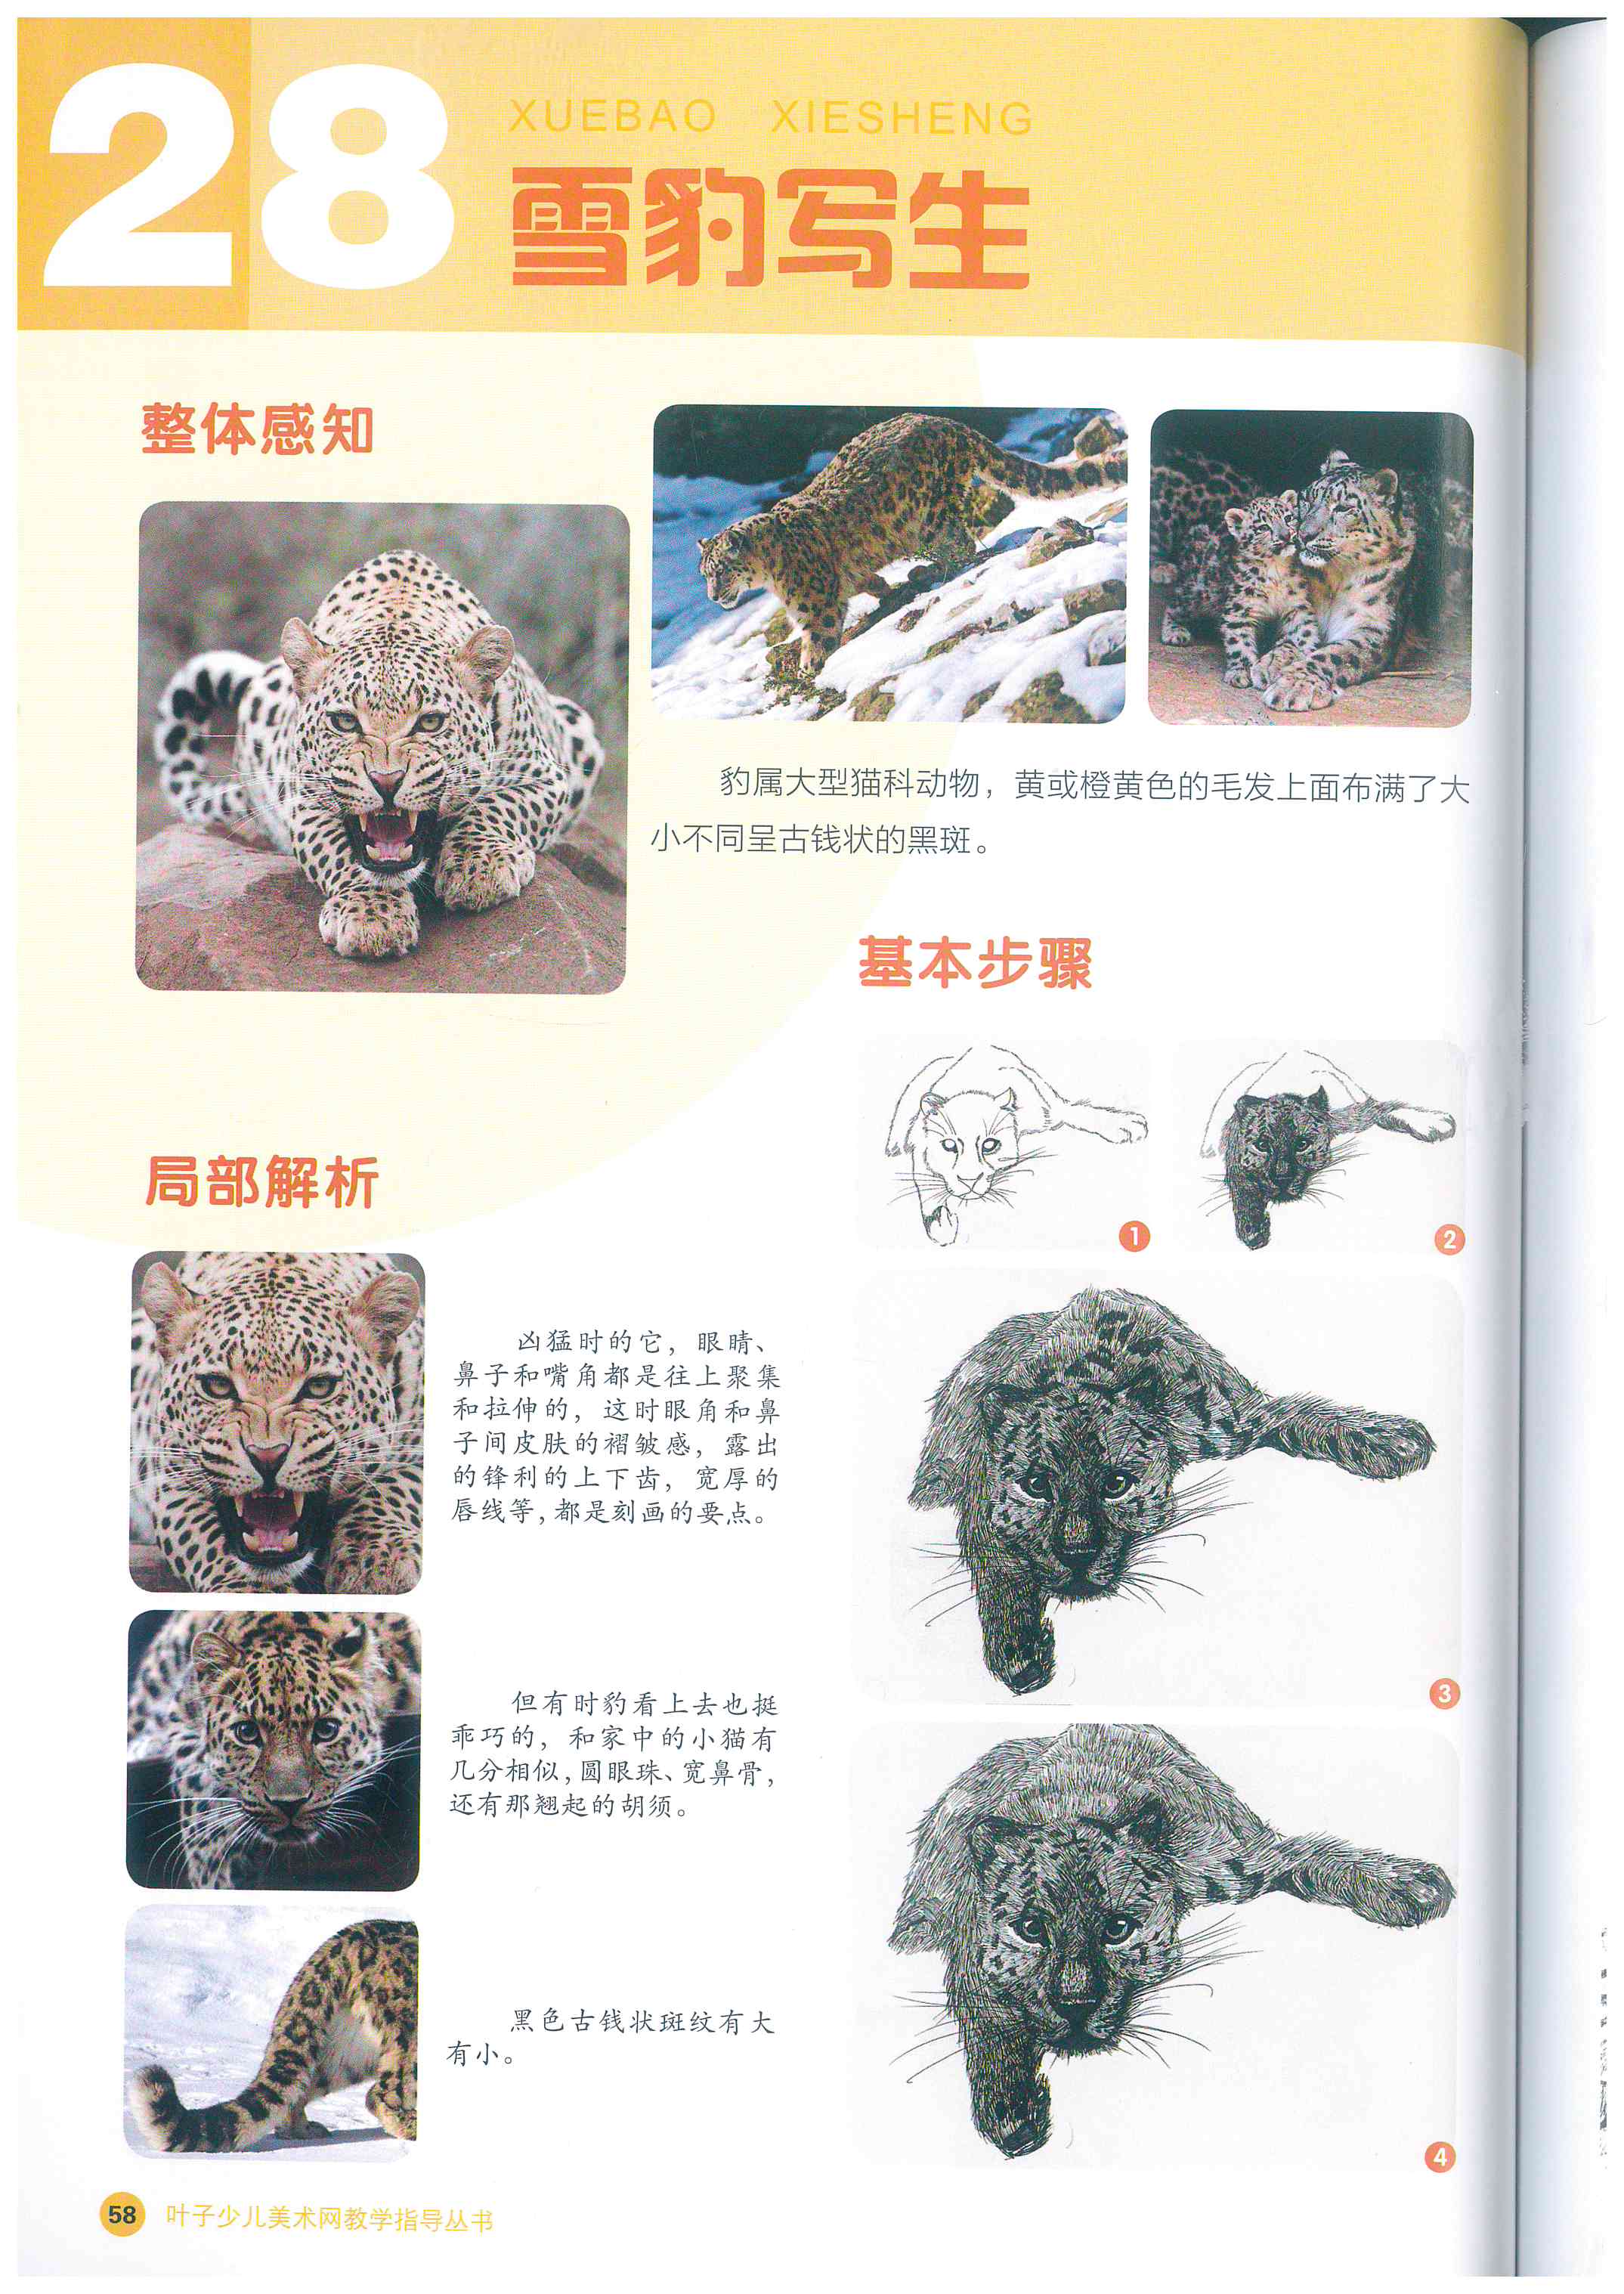 28
XUEBAO XIESHENG
雪豹写生
整体感知
豹属大型猫科动物，黄或橙黄色的毛发上面布满了大
小不同呈古钱状的黑斑。
基本步骤
1
2
3
4
局部解析
凶猛时的它，眼睛、
鼻子和嘴角都是往上聚集
和拉伸的，这时眼角和鼻
子间皮肤的褶皱感，露出
的锋利的上下齿，宽厚的
唇线等，都是刻画的要点。
但有时豹看上去也挺
乖巧的，和家中的小猫有
几分相似，圆眼珠、宽鼻骨，
还有那翘起的胡须。
黑色古钱状斑纹有大
有小。
58 叶子少儿美术网教学指导丛书